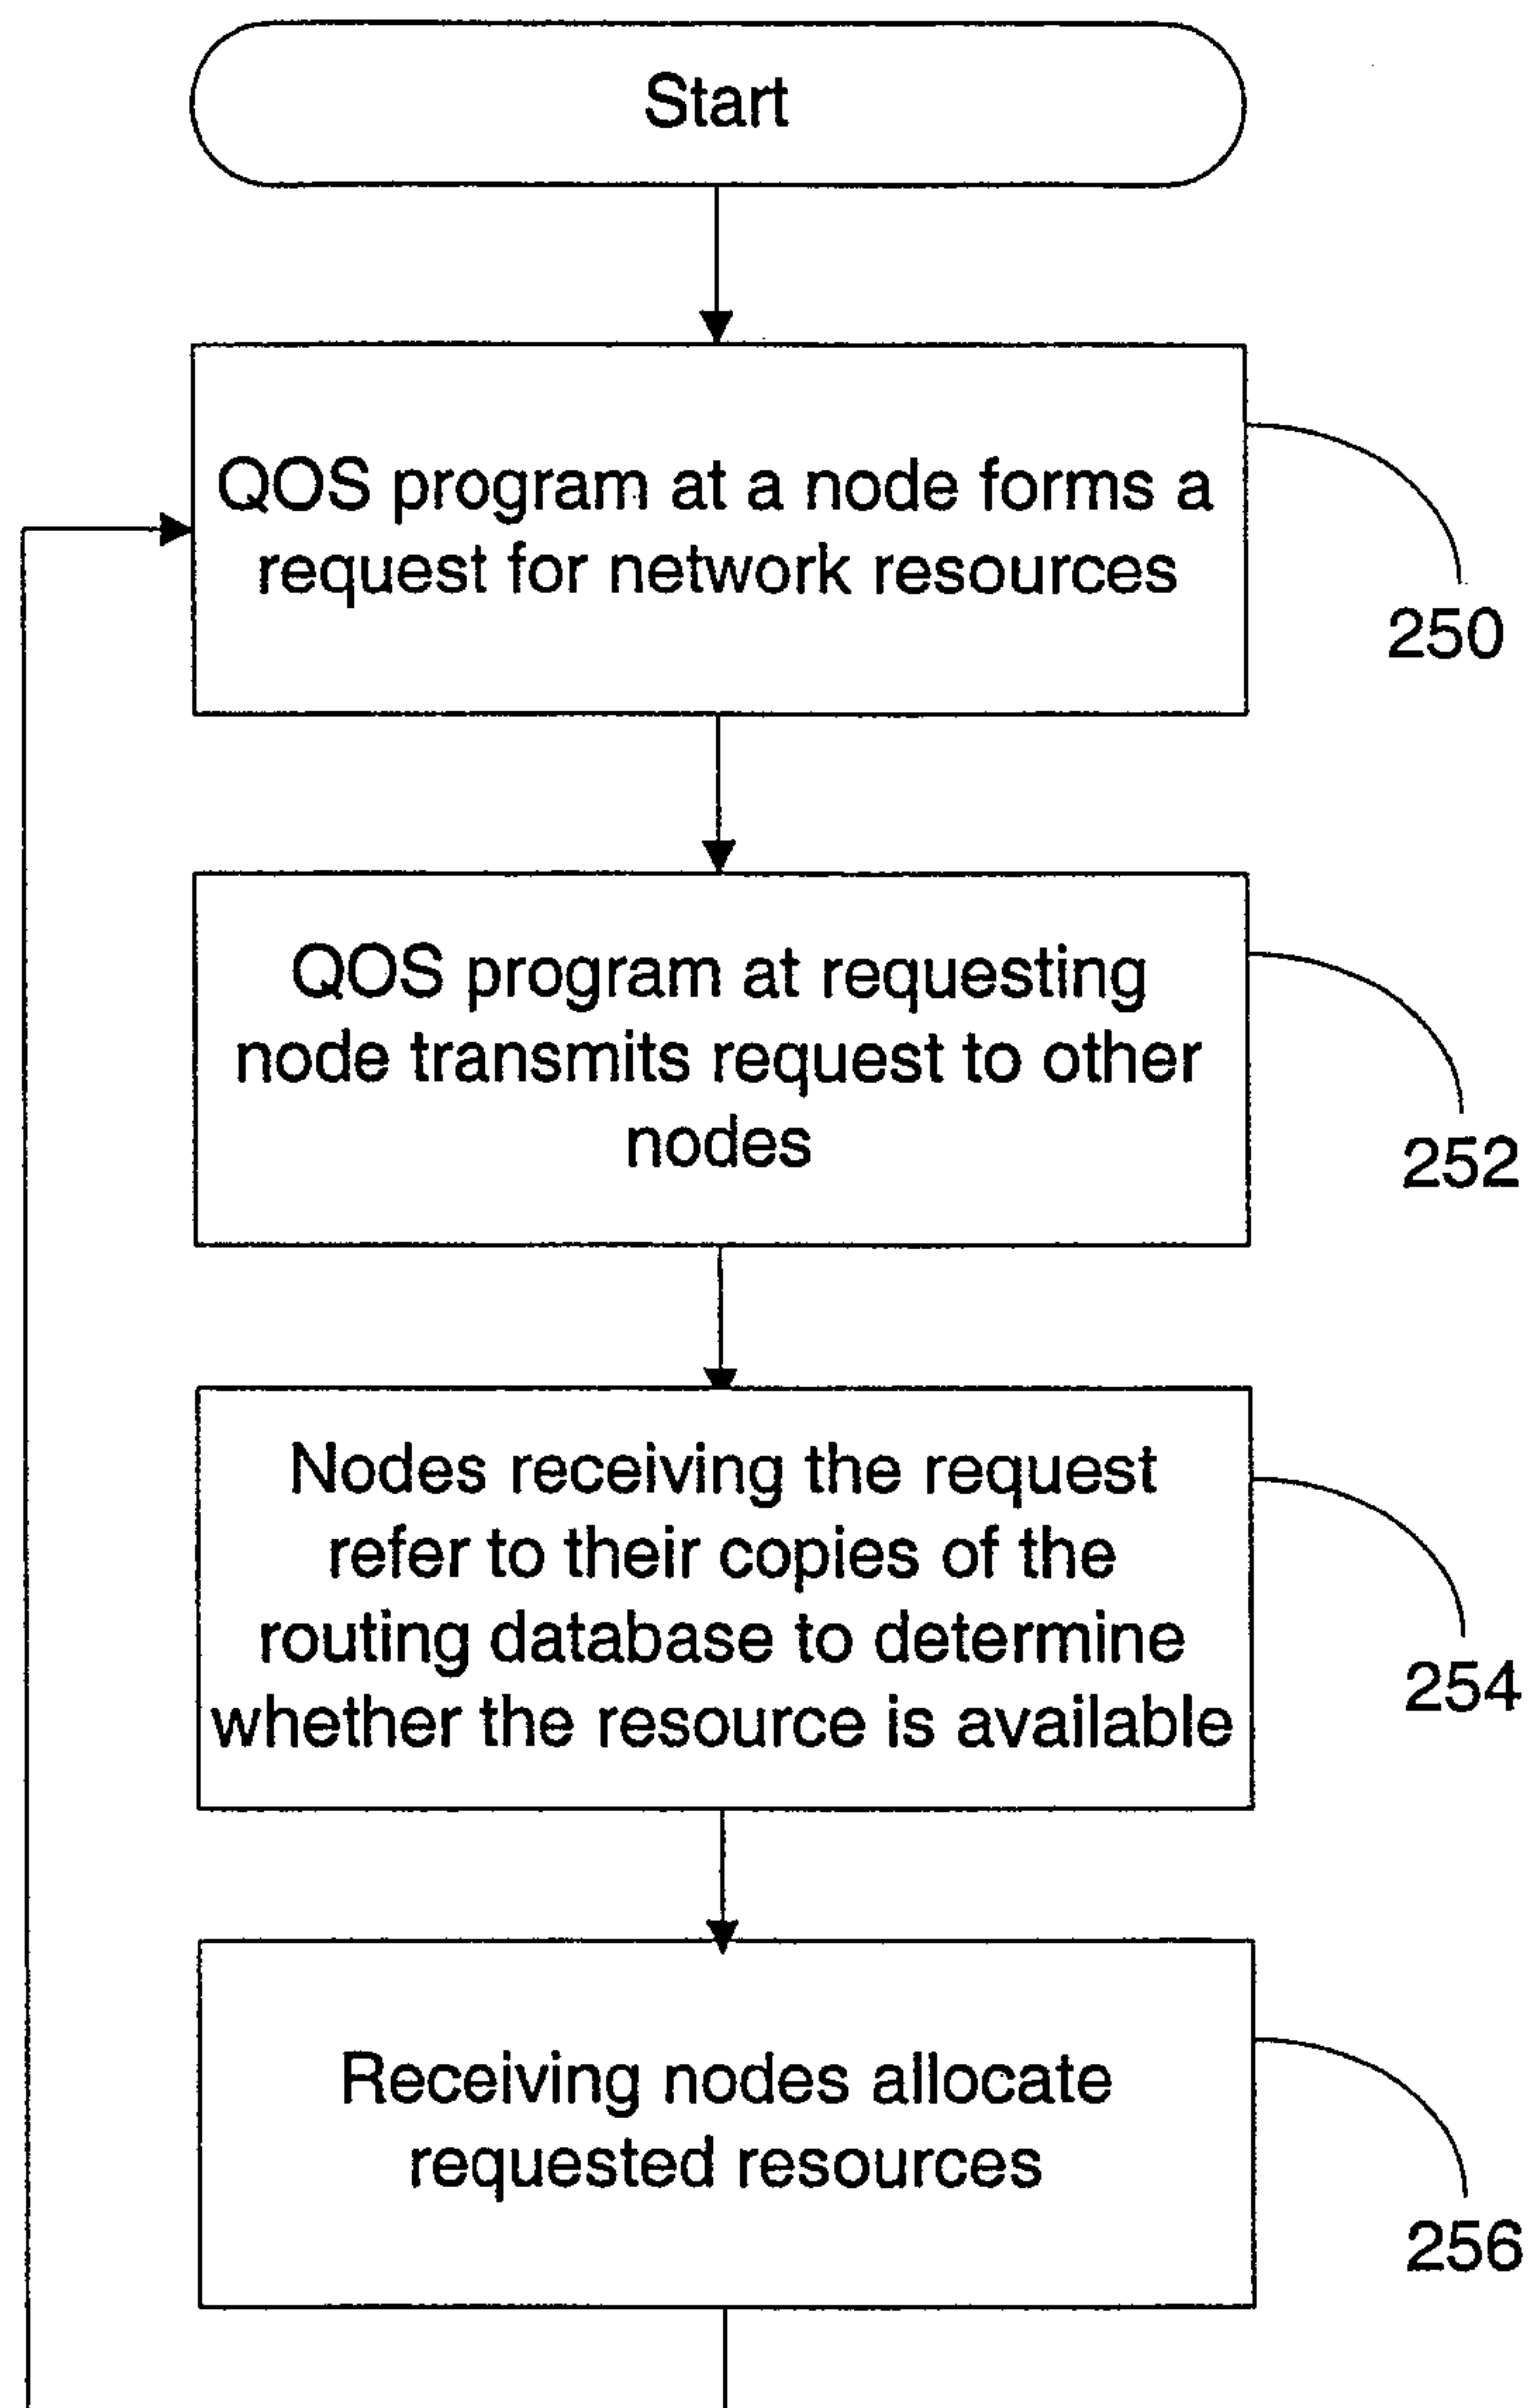 Start
QOS program at a node forms a
request for network resources
250
QOS program at requesting
node transmits request to other
nodes
252
Nodes receiving the request
refer to their copies of the
routing database to determine
whether the resource is available
254
Receiving nodes allocate
requested resources
256